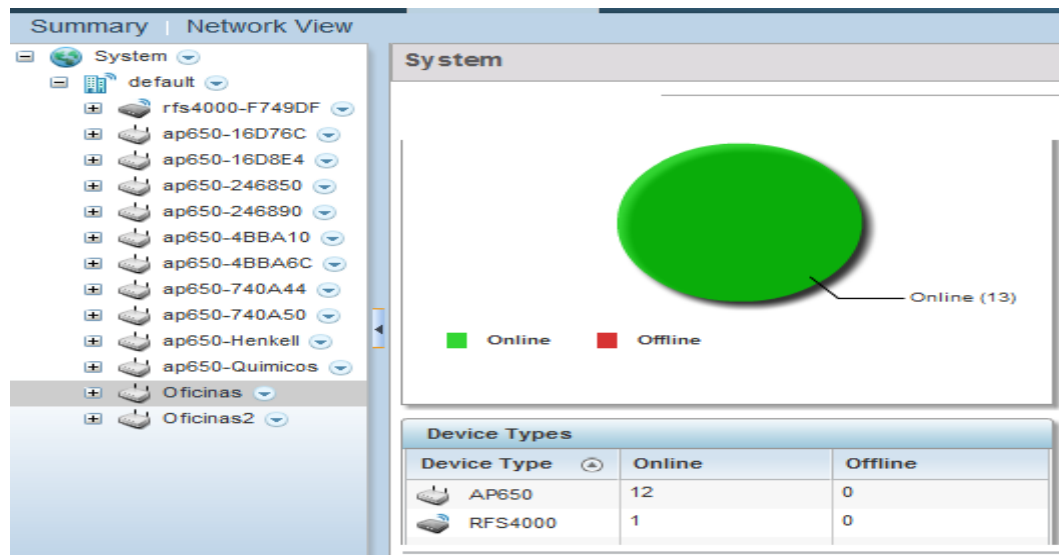 Summary | Network View
System
default
rfs4000-F749DF
ap650-16D76C
ap650-16D8E4
ap650-246850
ap650-246890
ap650-4BBA10
ap650-4BBA6C
ap650-740A44
ap650-740A50
ap650-Henkell
ap650-Quimicos
Oficinas
Oficinas2
System
Online (13)
Online Offline
Device Types
Device Type Online Offline
AP650 12 0
RFS4000 1 0